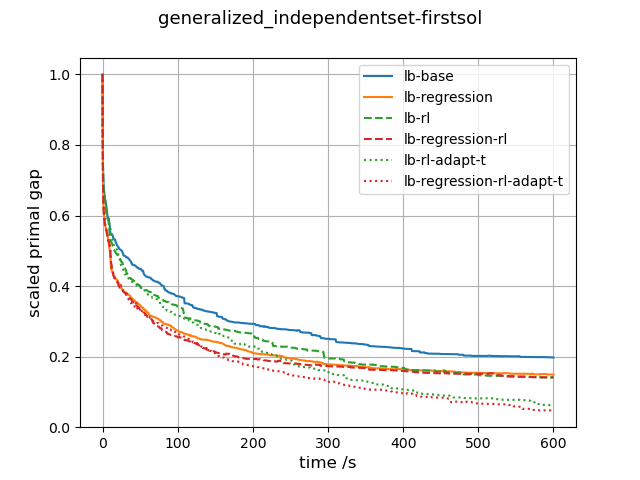 generalized_independentset-firstsol
lb-base
lb-regression
lb-rl
lb-regression-rl
lb-rl-adapt-t
lb-regression-rl-adapt-t
scaled primal gap
1.0
0.8
0.6
0.4
0.2
0.0
0 100 200 300 400 500 600
time /s